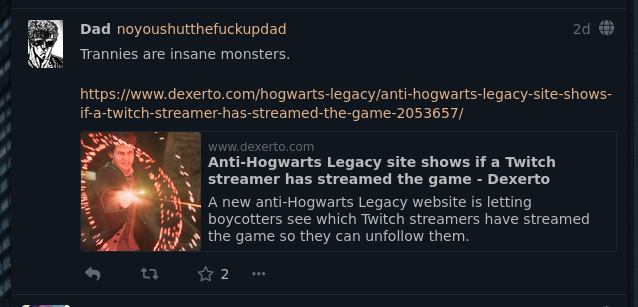 Dad noyoushutthefuckupdad 2d
Trannies are insane monsters.
https://www.dexerto.com/hogwarts-legacy/anti-hogwarts-legacy-site-shows-
if-a-twitch-streamer-has-streamed-the-game-2053657/
www.dexerto.com
Anti-Hogwarts Legacy site shows if a Twitch
streamer has streamed the game - Dexerto
A new anti-Hogwarts Legacy website is letting
boycotters see which Twitch streamers have streamed
the game so they can unfollow them.
2